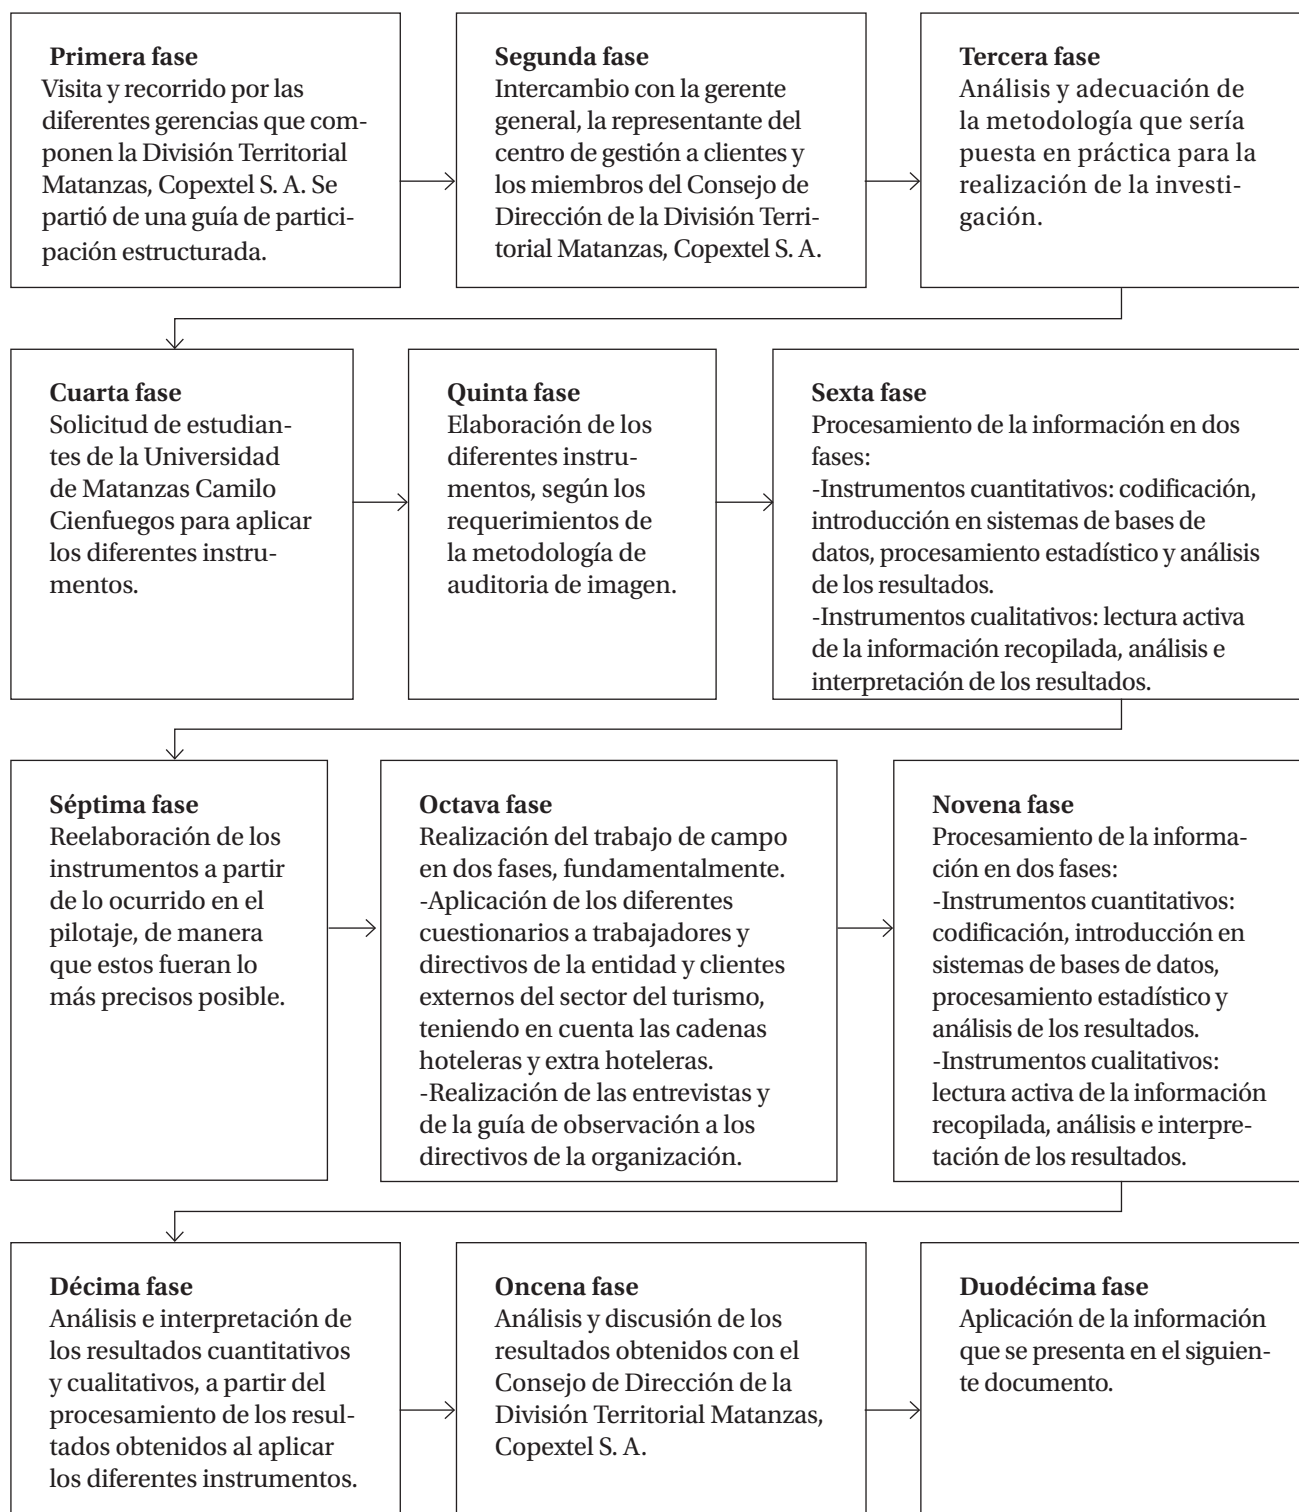 Primera fase
Visita y recorrido por las
diferentes gerencias que com-
ponen la División Territorial
Matanzas, Copextel S. A. Se
partió de una guía de partici-
pación estructurada.
Segunda fase
Intercambio con la gerente
general, la representante del
centro de gestión a clientes y
los miembros del Consejo de
Dirección de la División Terri-
torial Matanzas, Copextel S. A.
Tercera fase
Análisis y adecuación de
la metodología que sería
puesta en práctica para la
realización de la investi-
gación.
Cuarta fase
Solicitud de estudian-
tes de la Universidad
de Matanzas Camilo
Cienfuegos para aplicar
los diferentes instru-
mentos.
Quinta fase
Elaboración de los
diferentes instru-
mentos, según los
requerimientos de
la metodología de
auditoria de imagen.
Sexta fase
Procesamiento de la información en dos
fases:
-Instrumentos cuantitativos: codificación,
introducción en sistemas de bases de
datos, procesamiento estadístico y análisis
de los resultados.
-Instrumentos cualitativos: lectura activa
de la información recopilada, análisis e
interpretación de los resultados.
Séptima fase
Reelaboración de los
instrumentos a partir
de lo ocurrido en el
pilotaje, de manera
que estos fueran lo
más precisos posible.
Octava fase
Realización del trabajo de campo
en dos fases, fundamentalmente.
-Aplicación de los diferentes
cuestionarios a trabajadores y
directivos de la entidad y clientes
externos del sector del turismo,
teniendo en cuenta las cadenas
hoteleras y extra hoteleras.
-Realización de las entrevistas y
de la guía de observación a los
directivos de la organización.
Novena fase
Procesamiento de la informa-
ción en dos fases:
-Instrumentos cuantitativos:
codificación, introducción en
sistemas de bases de datos,
procesamiento estadístico y
análisis de los resultados.
-Instrumentos cualitativos:
lectura activa de la información
recopilada, análisis e interpre-
tación de los resultados.
Décima fase
Análisis e interpretación de
los resultados cuantitativos
y cualitativos, a partir del
procesamiento de los resul-
tados obtenidos al aplicar
los diferentes instrumentos.
Oncena fase
Análisis y discusión de los
resultados obtenidos con el
Consejo de Dirección de la
División Territorial Matanzas,
Copextel S. A.
Duodécima fase
Aplicación de la información
que se presenta en el siguien-
te documento.